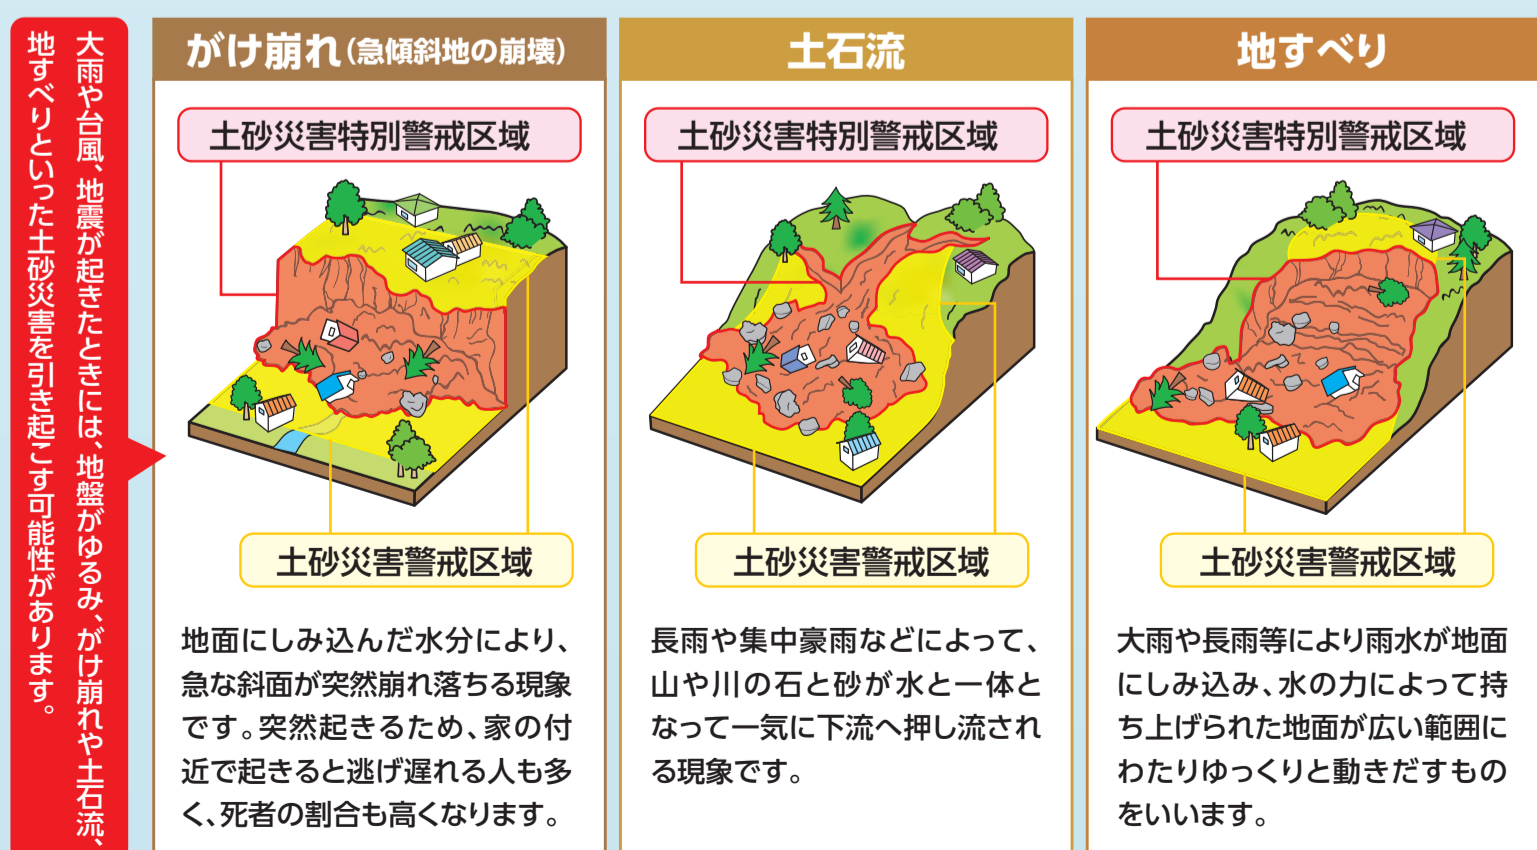 大雨や台風、地震が起きたときには、地盤がゆるみ、がけ崩れや土石流、
地すべりといった土砂災害を引き起こす可能性があります。
がけ崩れ(急傾斜地の崩壊)
土砂災害特別警戒区域
土砂災害警戒区域
地面にしみ込んだ水分により、
急な斜面が突然崩れ落ちる現象
です。突然起きるため、家の付
近で起きると逃げ遅れる人も多
く、死者の割合も高くなります。
土石流
土砂災害特別警戒区域
土砂災害警戒区域
長雨や集中豪雨などによって、
山や川の石と砂が水と一体と
なって一気に下流へ押し流され
る現象です。
地すべり
土砂災害特別警戒区域
土砂災害警戒区域
大雨や長雨等により雨水が地面
にしみ込み、水の力によって持
ち上げられた地面が広い範囲に
わたりゆっくりと動きだすもの
をいいます。